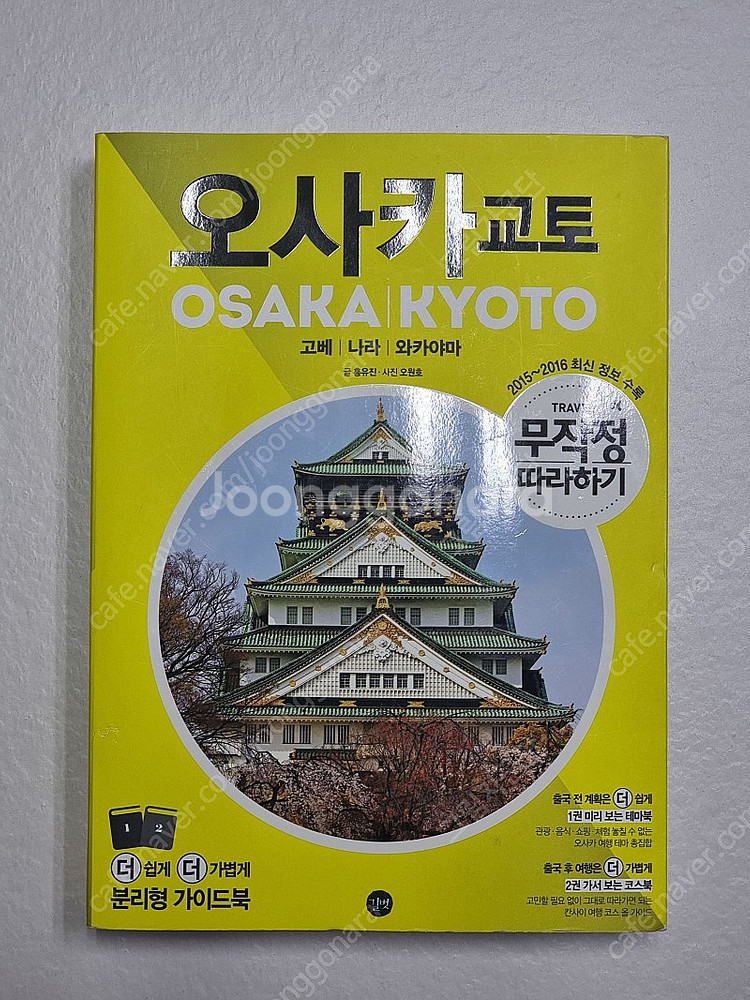 오사카 교토
OSAKA | KYOTO
고베 | 나라 | 와카야마
글 홍유진 · 사진 오원호
2015~2016 최신 정보 수록
무작정
따라하기
Joonggonara
출국 전 계획은 더 쉽게
1권 미리 보는 테마북
관광 · 음식 · 쇼핑 · 체험 놓칠 수 없는
오사카 여행 테마 총집합
1 2
더 쉽게 더 가볍게
분리형 가이드북
출국 후 여행은 더 가볍게
2권 가서 보는 코스북
고민할 필요 없이 그대로 따라가면 되는
칸사이 여행 코스 올 가이드
길벗
cafe.naver.com/joonggonara